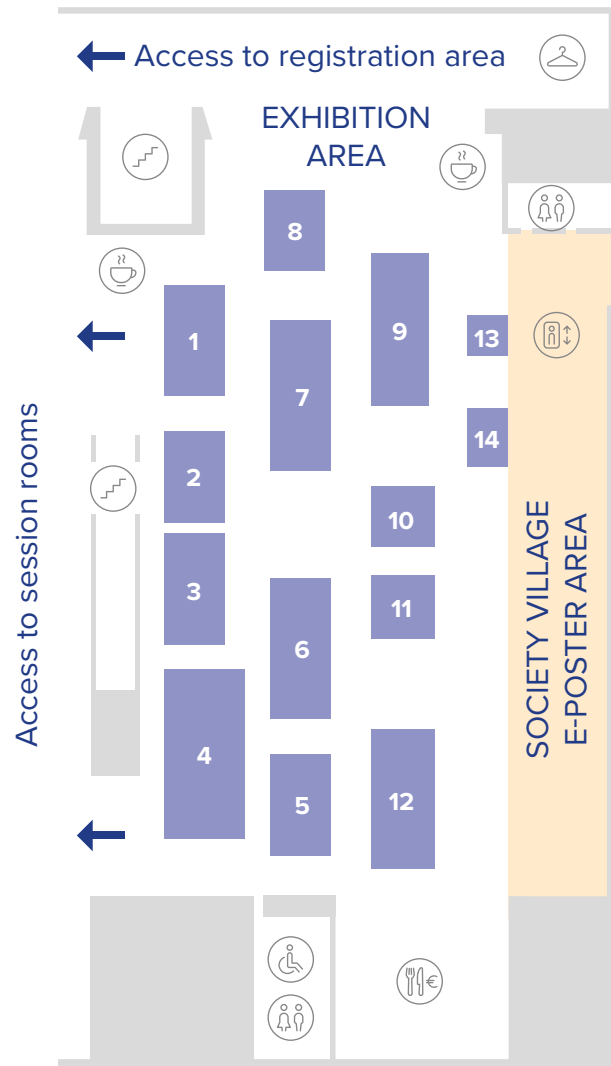 Access to registration area
EXHIBITION
AREA
8
1
9
13
7
14
2
10
3
11
6
4
5
12
€
Access to session rooms
SOCIETY VILLAGE
E-POSTER AREA